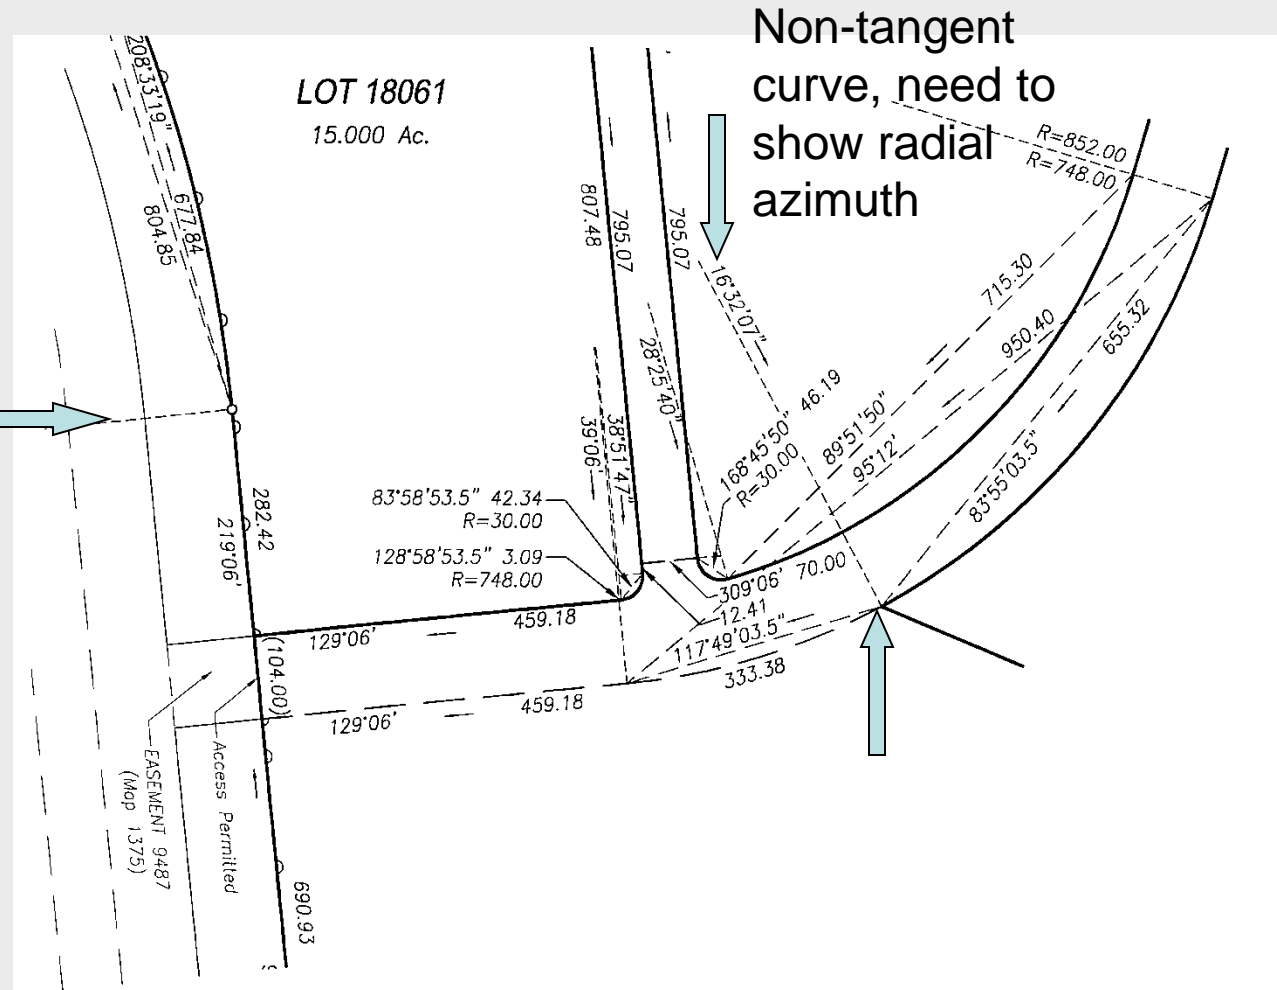 Non-tangent
curve, need to
show radial
azimuth
LOT 18061
15.000 Ac.
208°33'19"
677.84
804.85
R=852.00
R=748.00
807.48
795.07
795.07
16°32'07"
715.30
950.40
655.32
28°25'40"
168°45'50" 46.19
R=30.00
89°51'50"
95°12'
83°55'03.5"
38°51'47"
39°06'
83°58'53.5" 42.34
R=30.00
128°58'53.5" 3.09
R=748.00
282.42
219°06'
309°06' 70.00
12.41
117°49'03.5"
333.38
459.18
129°06'
(104.00)
459.18
129°06'
EASEMENT 9487
(Map 1375)
Access Permitted
690.93